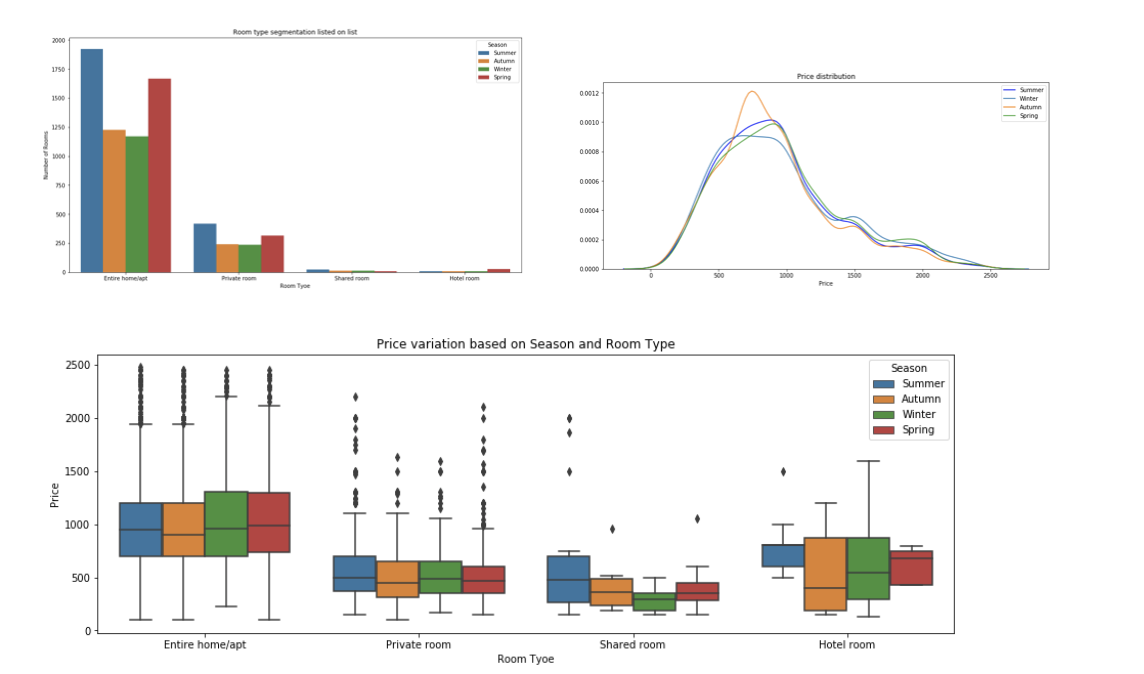 Room type segmentation listed on list
2000
1750
1500
1250
1000
750
500
250
0
Number of Rooms
Season
Summer
Autumn
Winter
Spring
Entire home/apt Private room Shared room Hotel room
Room Tyoe
Price distribution
0.0012
0.0010
0.0008
0.0006
0.0004
0.0002
0.0000
Summer
Winter
Autumn
Spring
0 500 1000 1500 2000 2500
Price
Price variation based on Season and Room Type
2500
2000
1500
1000
500
0
Price
Season
Summer
Autumn
Winter
Spring
Entire home/apt Private room Shared room Hotel room
Room Tyoe